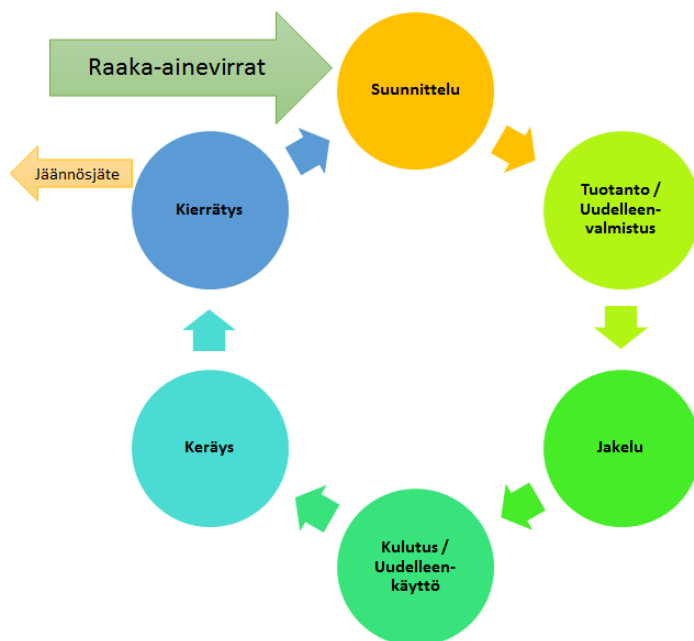 Raaka-ainevirrat
Suunnittelu
Jäännösjäte
Kierrätys
Tuotanto /
Uudelleen-
valmistus
Keräys
Jakelu
Kulutus /
Uudelleen-
käyttö